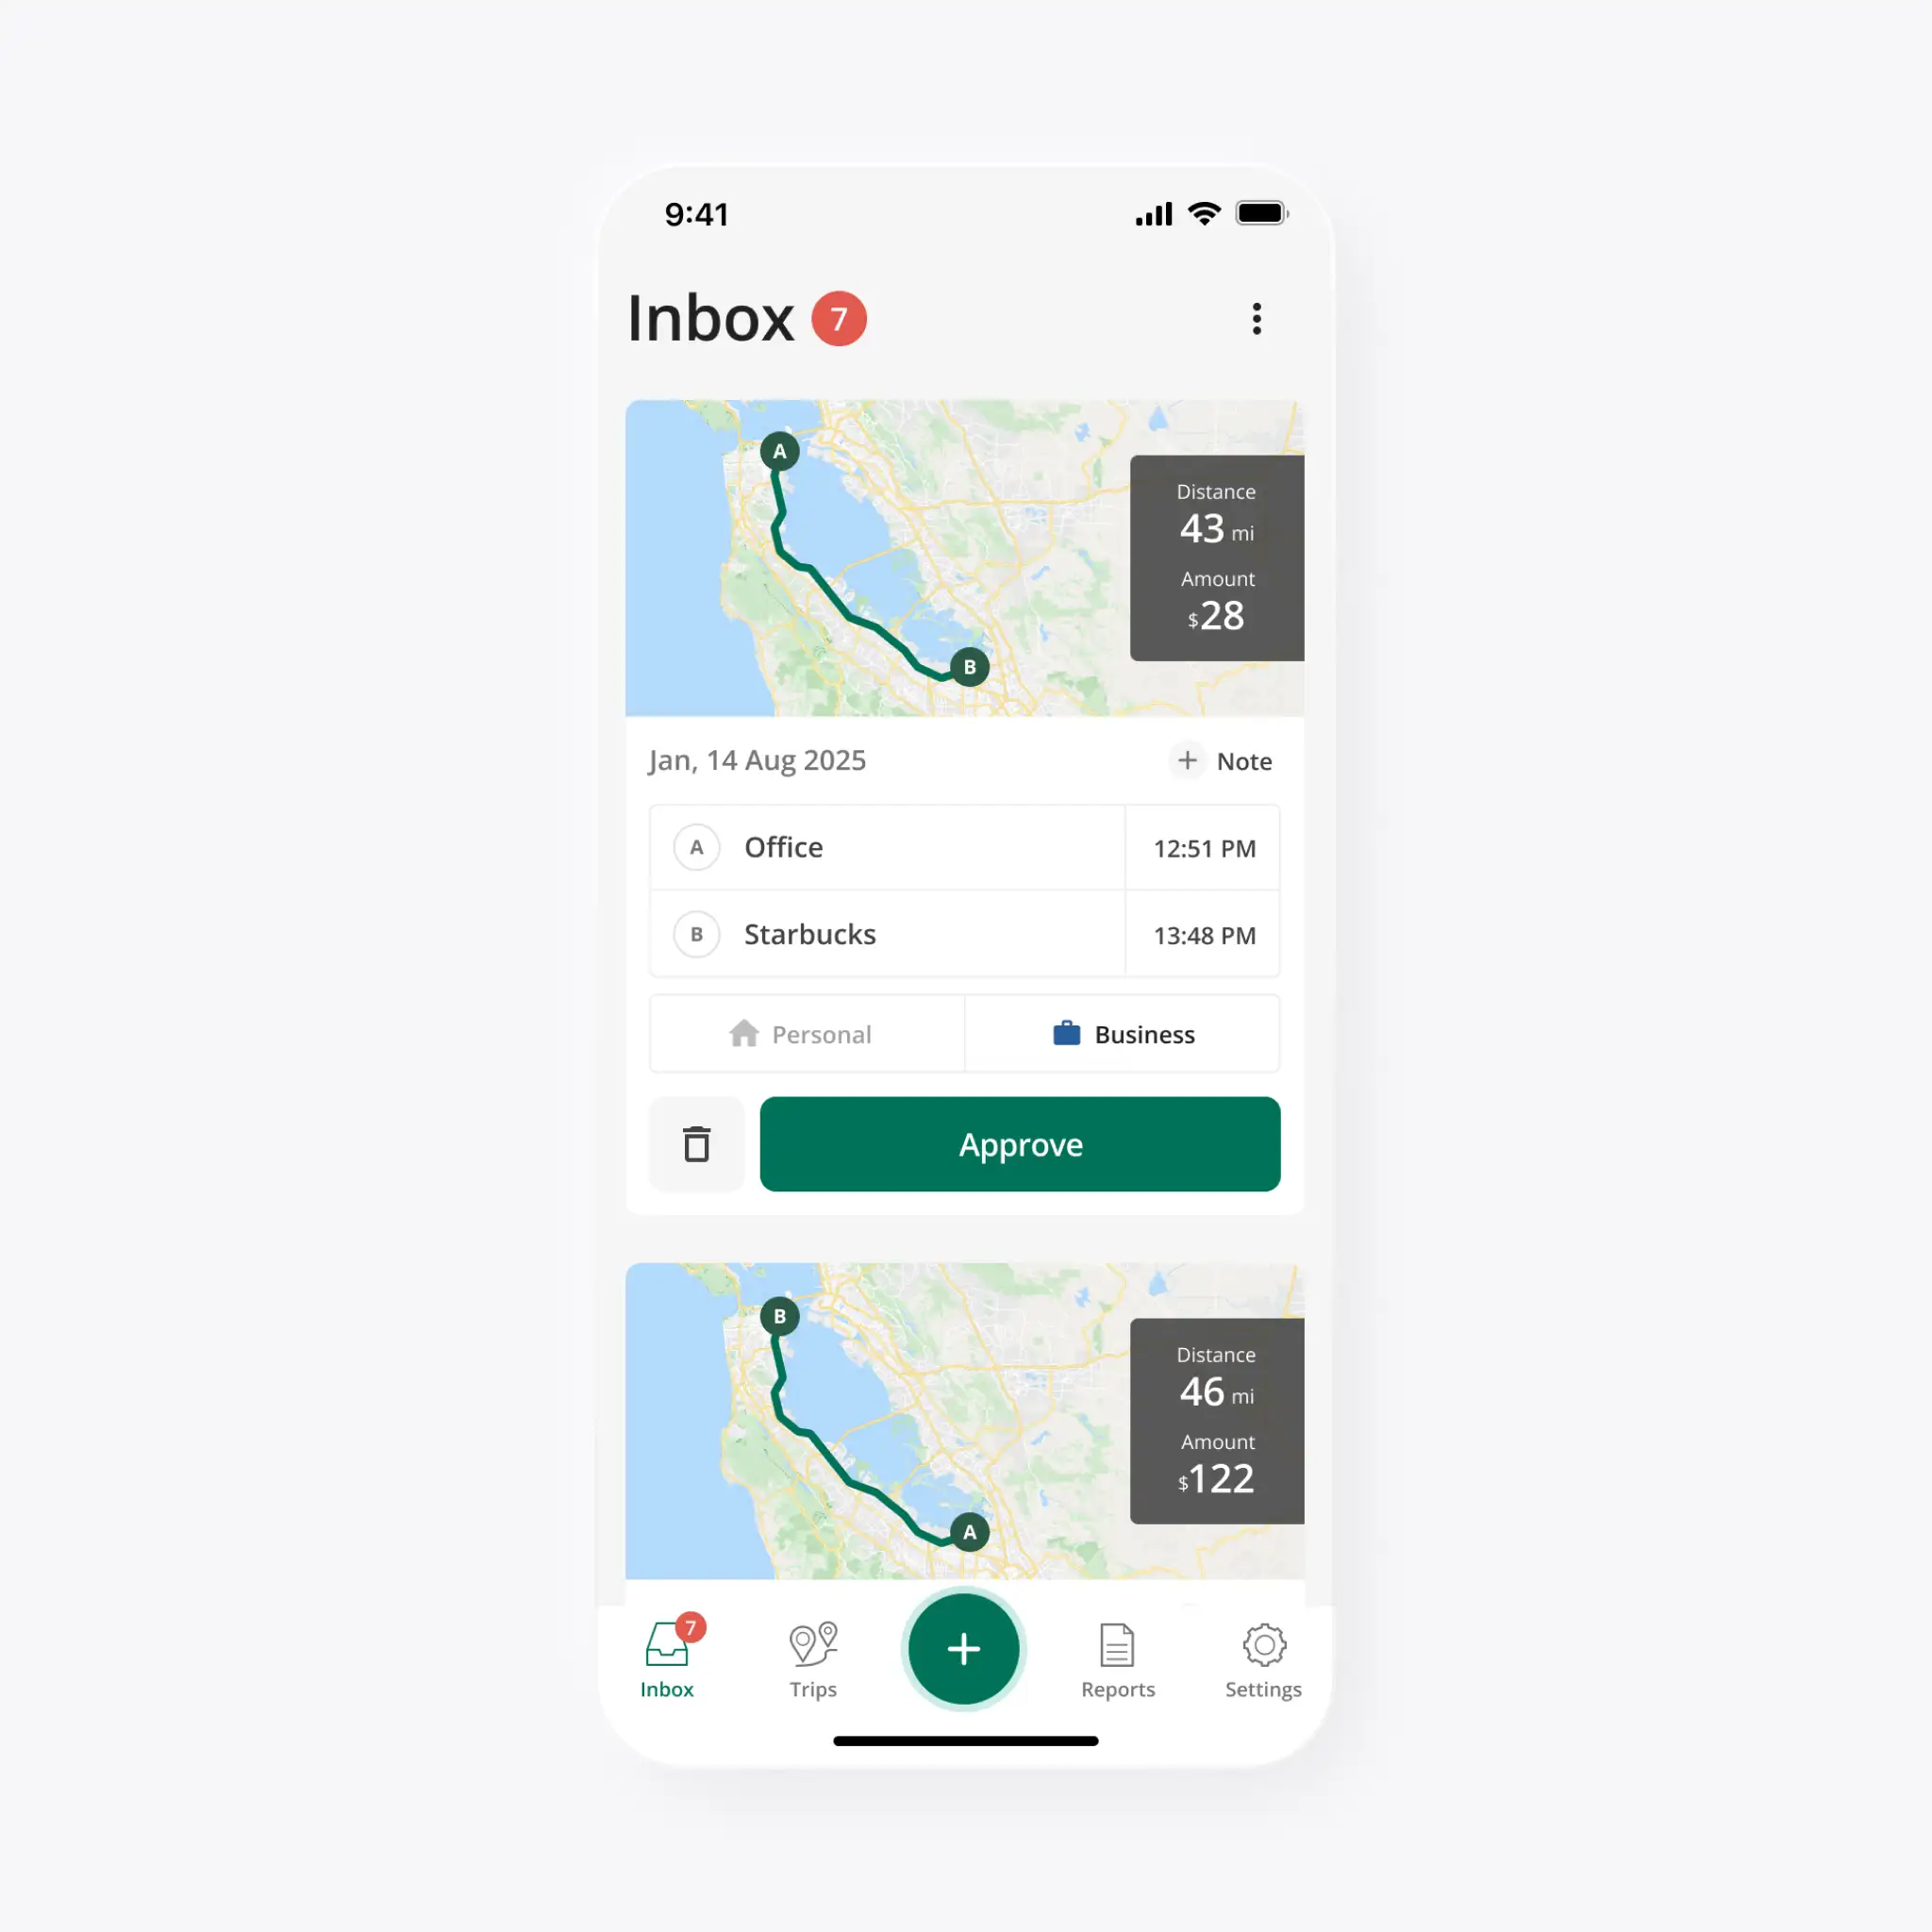 9:41
Inbox 7
A
B
Distance
43 mi
Amount
$28
Jan, 14 Aug 2025
+ Note
A Office 12:51 PM
B Starbucks 13:48 PM
Personal Business
Approve
B
A
Distance
46 mi
Amount
$122
7
Inbox Trips + Reports Settings